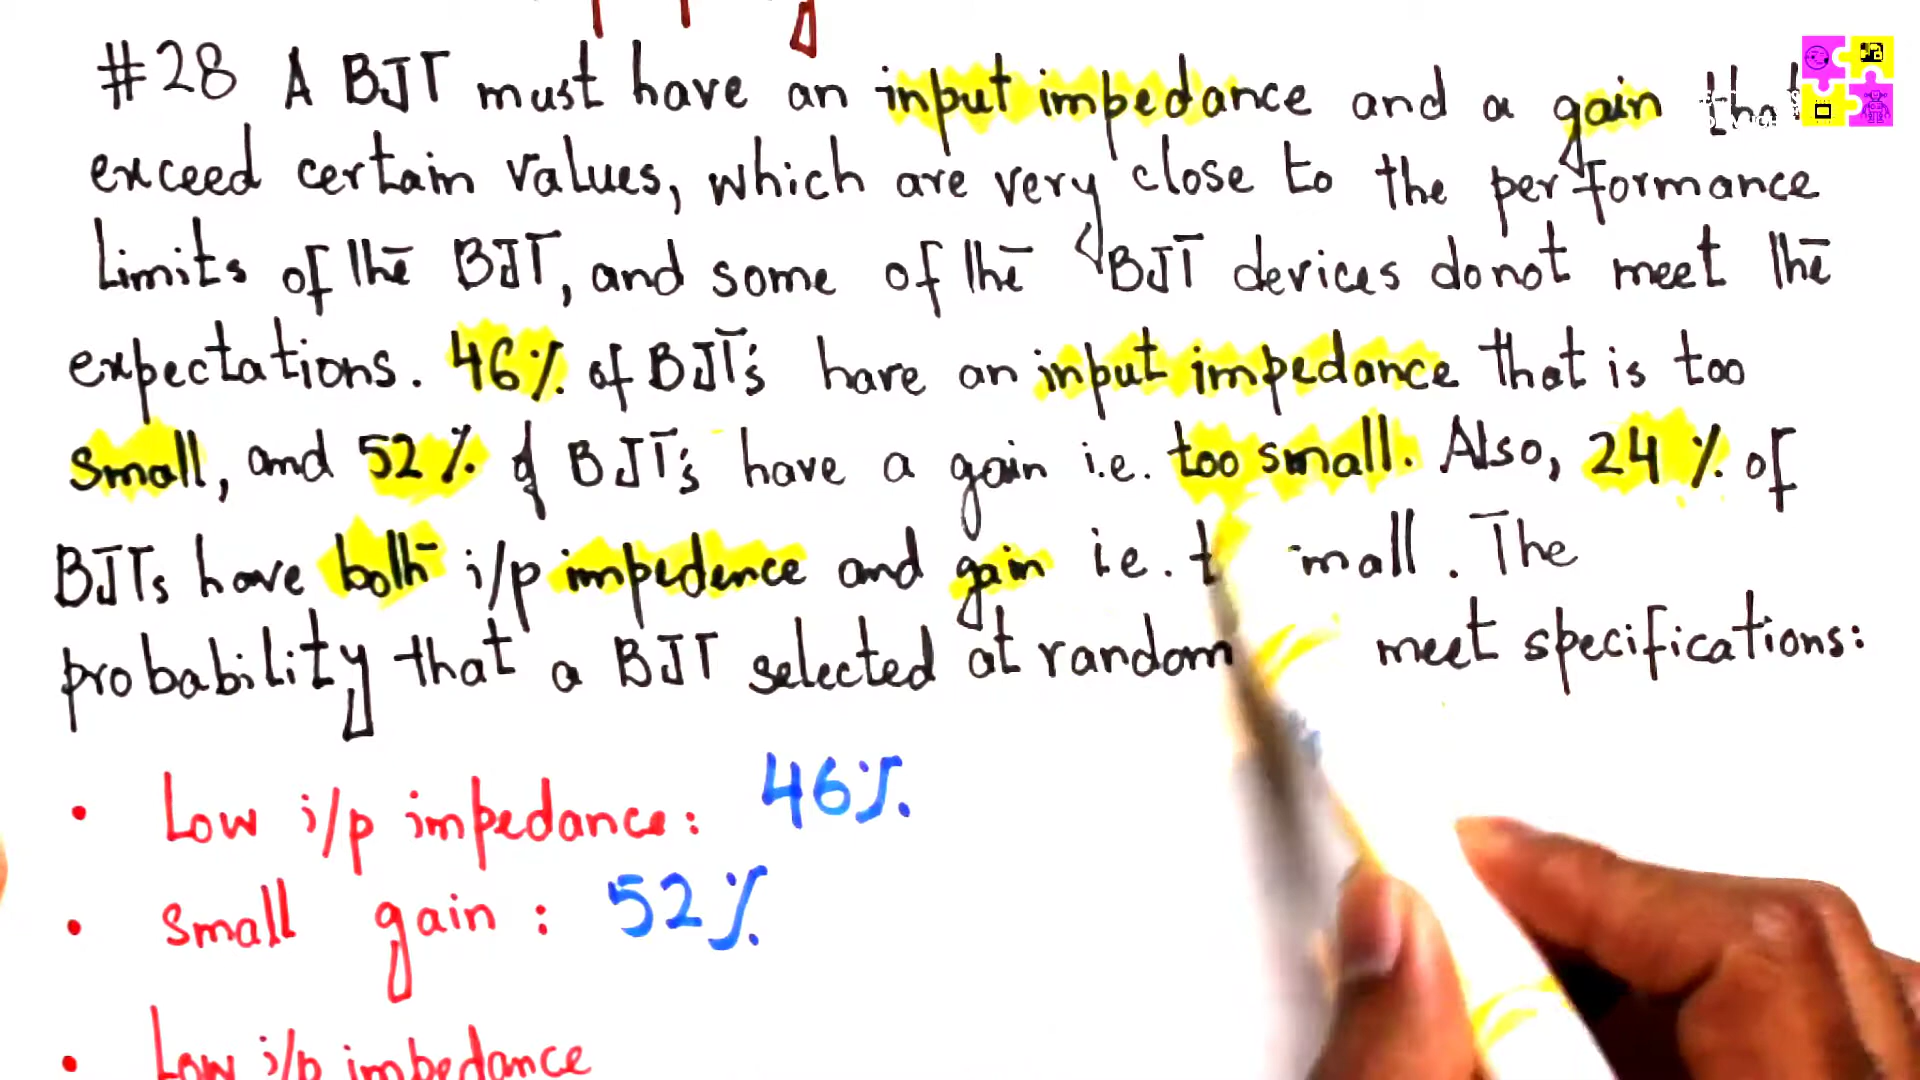 #28 A BJT must have an input impedance and a gain that
exceed certain values, which are very close to the performance
Limits of the BJT, and some of the BJT devices do not meet the
expectations. 46% of BJT's have an input impedance that is too
small, and 52% of BJT's have a gain i.e. too small. Also, 24% of
BJTs have both i/p impedence and gain i.e. t mall. The
probability that a BJT selected at random meet specifications:
• Low i/p impedance: 46%.
• small gain: 52%.
• Low i/p impedance